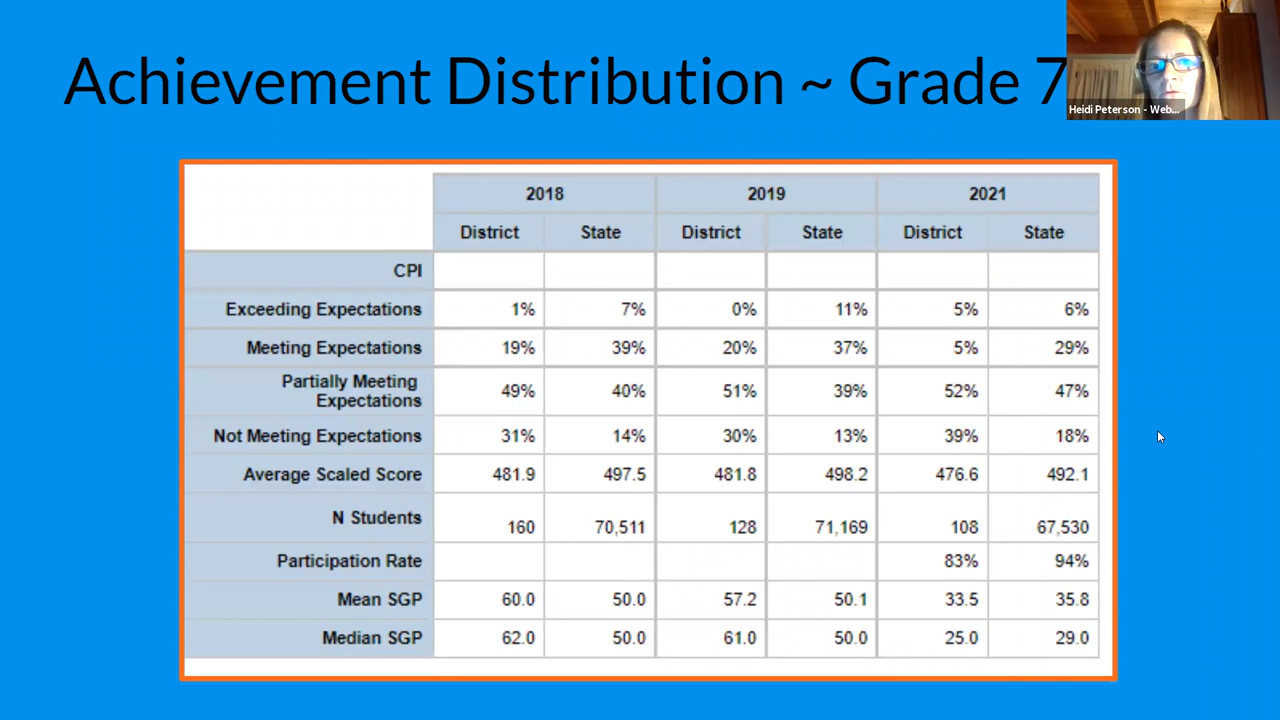 Achievement Distribution ~ Grade 7
Heidi Peterson - Web...
2018 2019 2021
District State District State District State
CPI
Exceeding Expectations 1% 7% 0% 11% 5% 6%
Meeting Expectations 19% 39% 20% 37% 5% 29%
Partially Meeting
Expectations 49% 40% 51% 39% 52% 47%
Not Meeting Expectations 31% 14% 30% 13% 39% 18%
Average Scaled Score 481.9 497.5 481.8 498.2 476.6 492.1
N Students 160 70,511 128 71,169 108 67,530
Participation Rate 83% 94%
Mean SGP 60.0 50.0 57.2 50.1 33.5 35.8
Median SGP 62.0 50.0 61.0 50.0 25.0 29.0